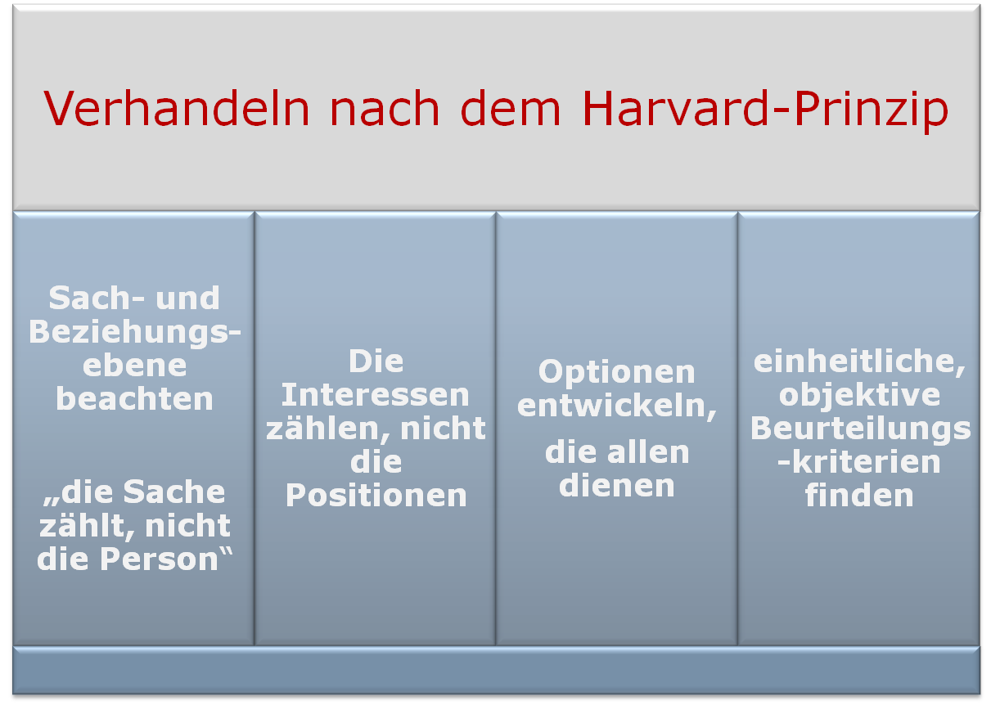 Verhandeln nach dem Harvard-Prinzip
Sach- und
Beziehungs-
ebene
beachten
„die Sache
zählt, nicht
die Person“
Die
Interessen
zählen, nicht
die
Positionen
Optionen
entwickeln,
die allen
dienen
einheitliche,
objektive
Beurteilungs
-kriterien
finden